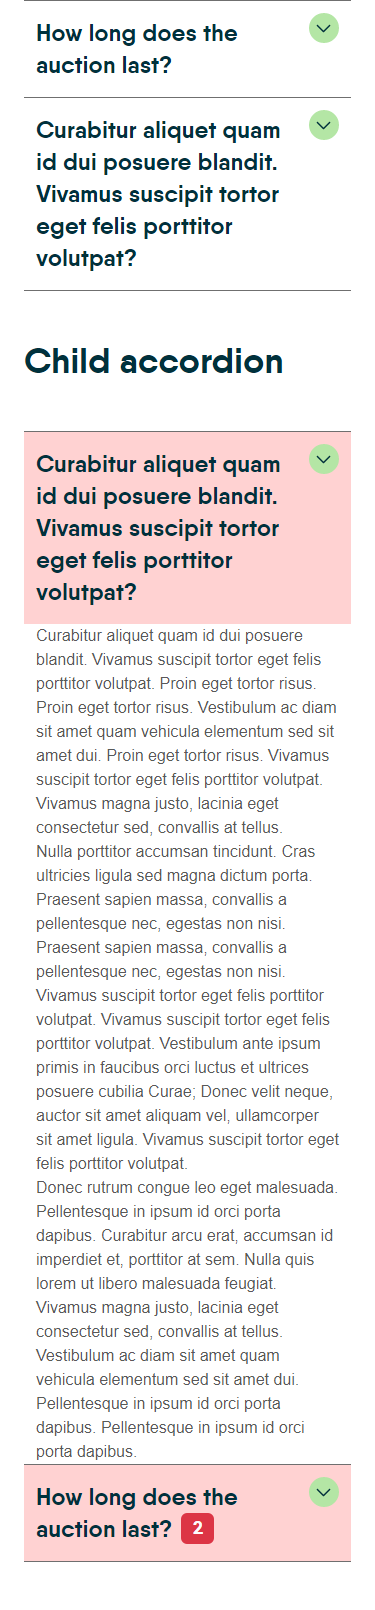 How long does the
auction last?
Curabitur aliquet quam
id dui posuere blandit.
Vivamus suscipit tortor
eget felis porttitor
volutpat?
Child accordion
Curabitur aliquet quam
id dui posuere blandit.
Vivamus suscipit tortor
eget felis porttitor
volutpat?
Curabitur aliquet quam id dui posuere
blandit. Vivamus suscipit tortor eget felis
porttitor volutpat. Proin eget tortor risus.
Proin eget tortor risus. Vestibulum ac diam
sit amet quam vehicula elementum sed sit
amet dui. Proin eget tortor risus. Vivamus
suscipit tortor eget felis porttitor volutpat.
Vivamus magna justo, lacinia eget
consectetur sed, convallis at tellus.
Nulla porttitor accumsan tincidunt. Cras
ultricies ligula sed magna dictum porta.
Praesent sapien massa, convallis a
pellentesque nec, egestas non nisi.
Praesent sapien massa, convallis a
pellentesque nec, egestas non nisi.
Vivamus suscipit tortor eget felis porttitor
volutpat. Vivamus suscipit tortor eget felis
porttitor volutpat. Vestibulum ante ipsum
primis in faucibus orci luctus et ultrices
posuere cubilia Curae; Donec velit neque,
auctor sit amet aliquam vel, ullamcorper
sit amet ligula. Vivamus suscipit tortor eget
felis porttitor volutpat.
Donec rutrum congue leo eget malesuada.
Pellentesque in ipsum id orci porta
dapibus. Curabitur arcu erat, accumsan id
imperdiet et, porttitor at sem. Nulla quis
lorem ut libero malesuada feugiat.
Vivamus magna justo, lacinia eget
consectetur sed, convallis at tellus.
Vestibulum ac diam sit amet quam
vehicula elementum sed sit amet dui.
Pellentesque in ipsum id orci porta
dapibus. Pellentesque in ipsum id orci
porta dapibus.
How long does the
auction last? 2